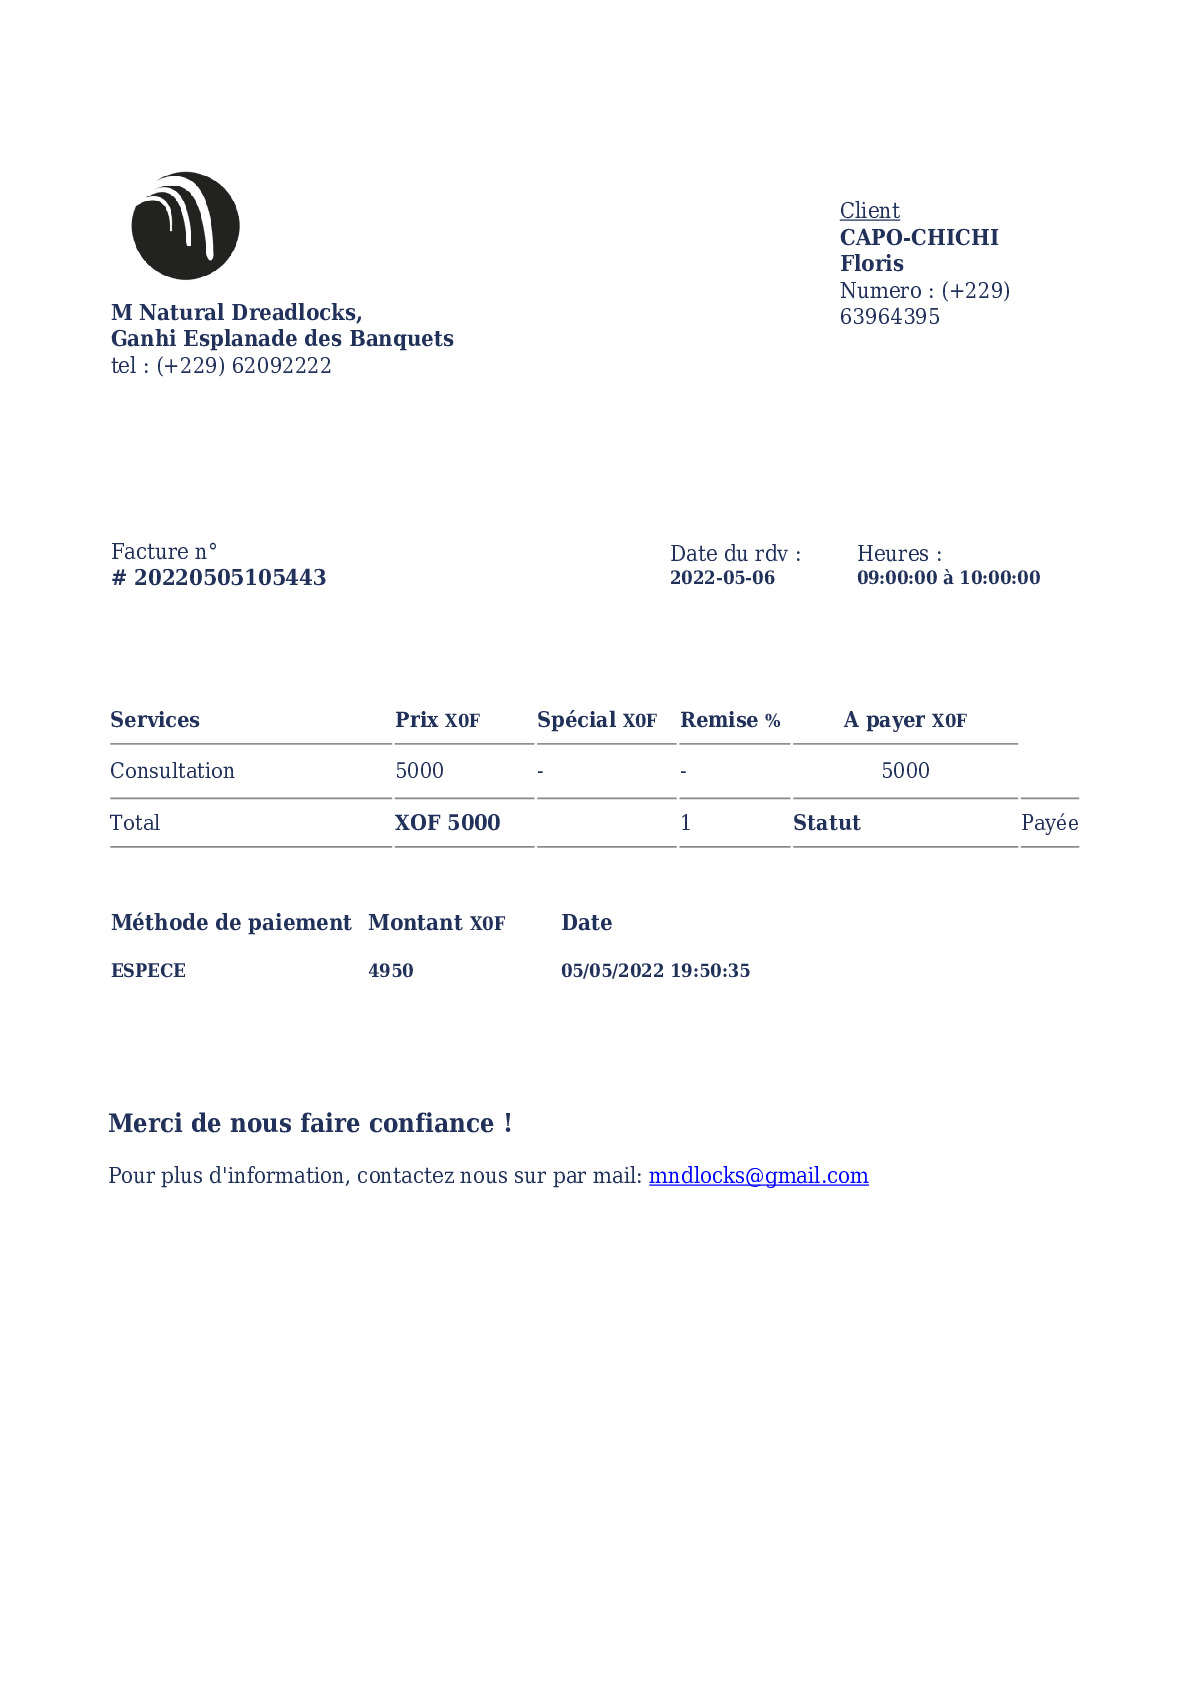 M Natural Dreadlocks,
Ganhi Esplanade des Banquets
tel : (+229) 62092222
Client
CAPO-CHICHI
Floris
Numero : (+229)
63964395
Facture n°
# 20220505105443
Date du rdv :
2022-05-06
Heures :
09:00:00 à 10:00:00
Services Prix XOF Spécial XOF Remise % A payer XOF
Consultation 5000 - - 5000
Total XOF 5000 1 Statut Payée
Méthode de paiement Montant XOF Date
ESPECE 4950 05/05/2022 19:50:35
Merci de nous faire confiance !
Pour plus d'information, contactez nous sur par mail: mndlocks@gmail.com